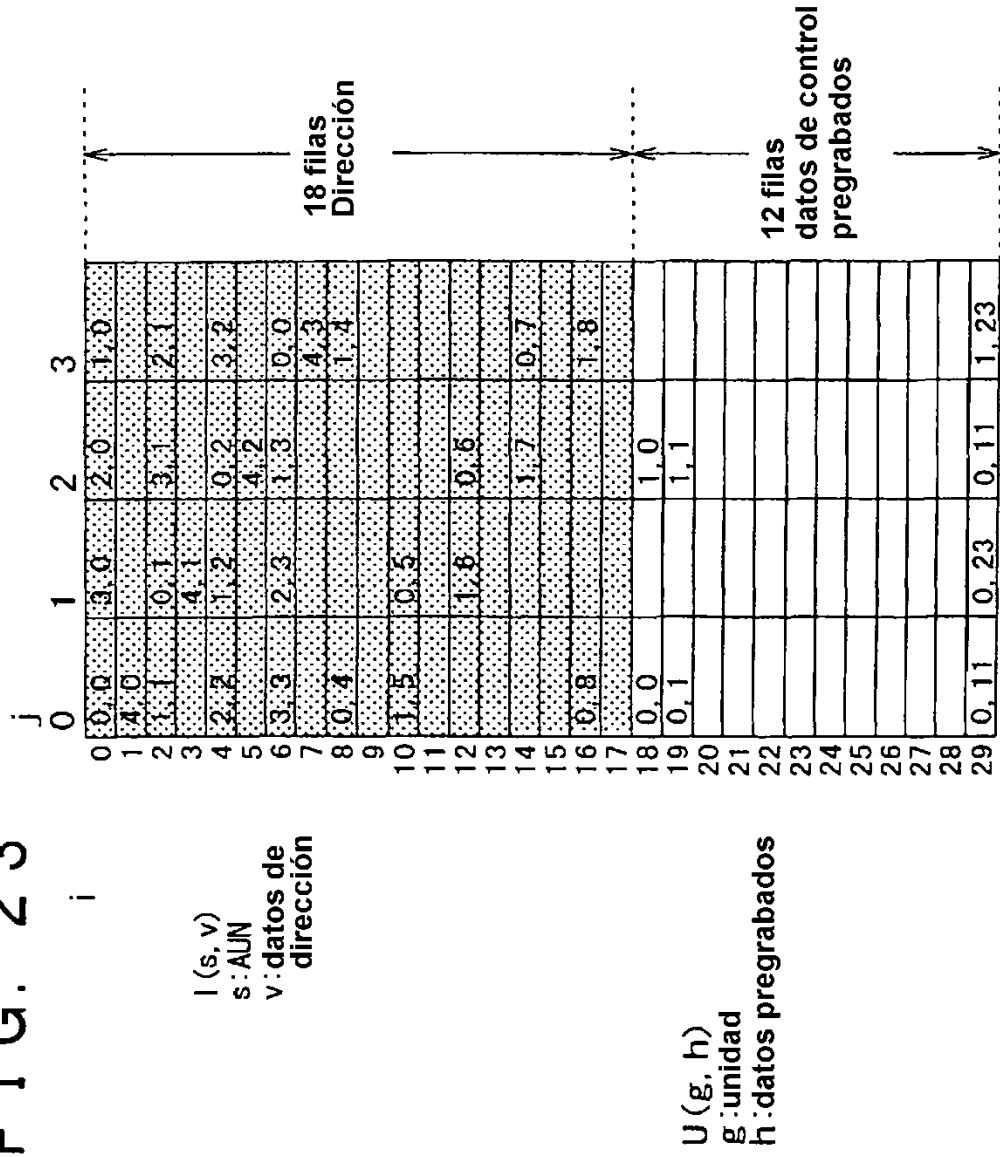 FIG. 23
j
0 1 2 3
i
0 0,0 3,0 2,0 1,0
1 4,0
2 1,1 0,1 3,1 2,1
3 4,1
4 2,2 1,2 0,2 3,2
5 4,2
6 3,3 2,3 1,3 0,0
7 4,3
8 0,4 1,4
9
10 1,5 0,5
11
12 1,6 0,6
13
14 1,7 0,7
15
16 0,8 1,8
17
18 0,0 1,0
19 0,1 1,1
20
21
22
23
24
25
26
27
28
29 0,11 0,23 0,11 1,23
I(s,v)
s:AUN
v:datos de
dirección
U(g,h)
g:unidad
h:datos pregrabados
18 filas
Dirección
12 filas
datos de control
pregrabados